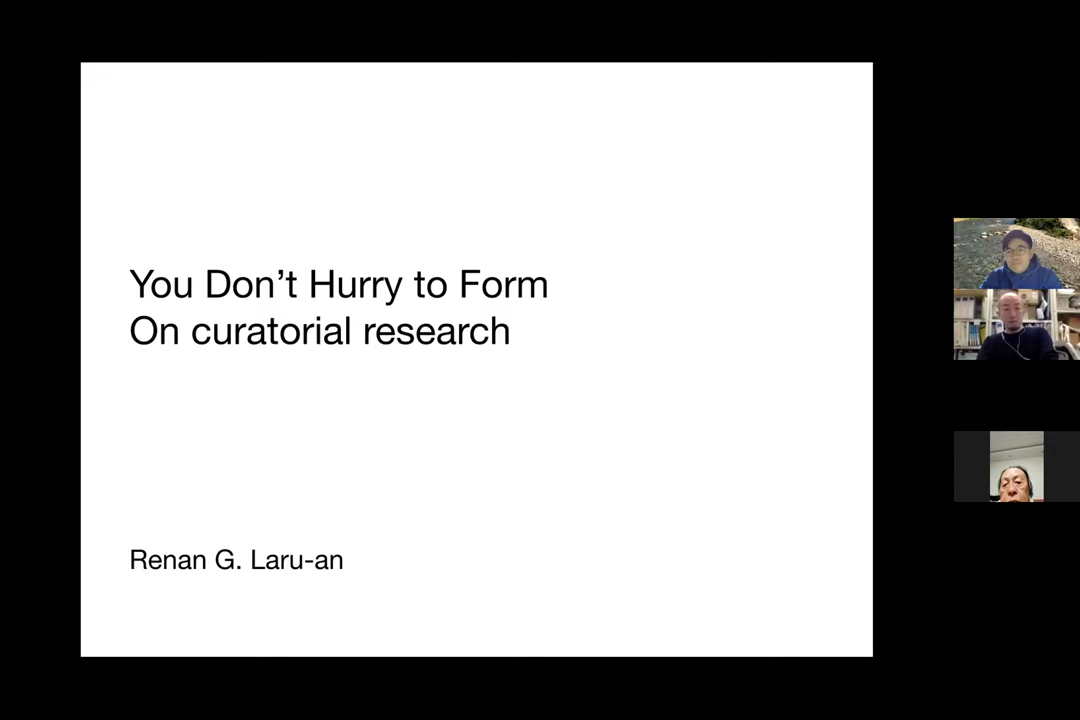 You Don’t Hurry to Form
On curatorial research
Renan G. Laru-an